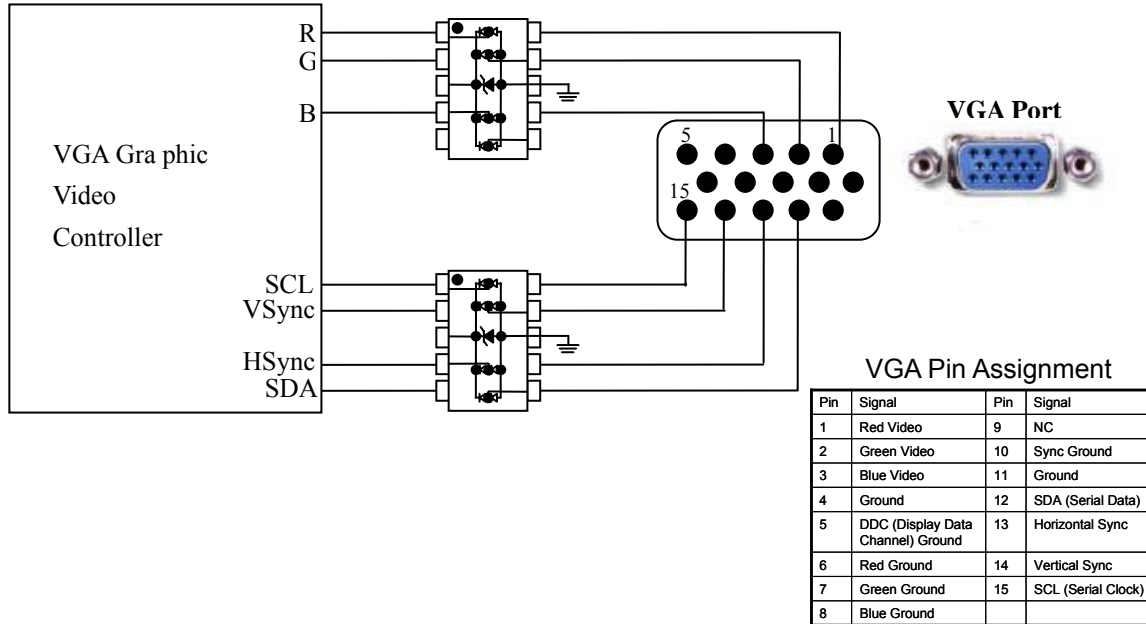 R
G
B
VGA Gra phic
Video
Controller
SCL
VSync
HSync
SDA
5
1
15
VGA Port
VGA Pin Assignment
Pin Signal Pin Signal
1 Red Video 9 NC
2 Green Video 10 Sync Ground
3 Blue Video 11 Ground
4 Ground 12 SDA (Serial Data)
5 DDC (Display Data Channel) Ground 13 Horizontal Sync
6 Red Ground 14 Vertical Sync
7 Green Ground 15 SCL (Serial Clock)
8 Blue Ground